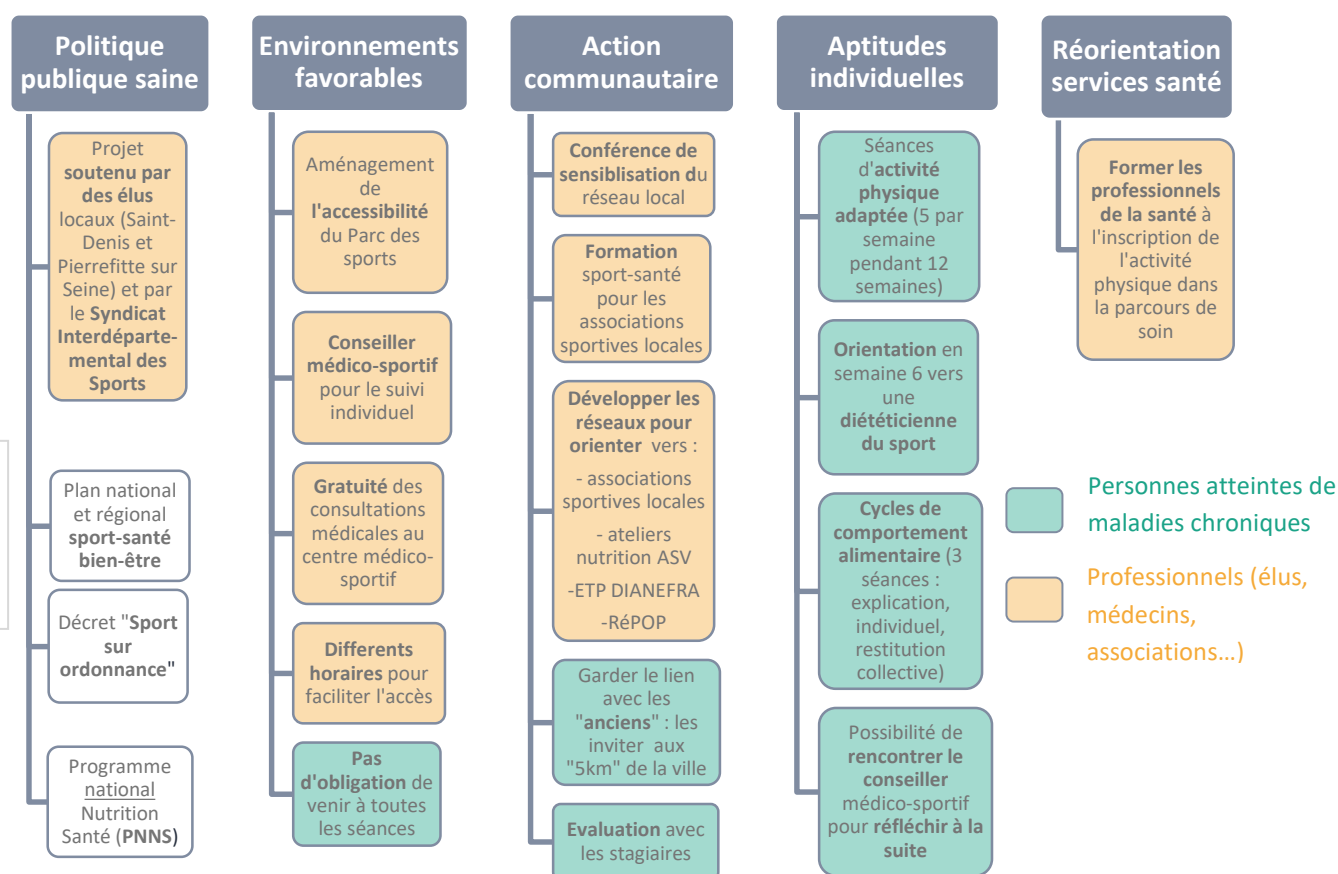 Politique
publique saine
Projet
soutenu par
des élus
locaux (Saint-
Denis et
Pierrefitte sur
Seine) et par
le Syndicat
Interdéparte-
mental des
Sports
Plan national
et régional
sport-santé
bien-être
Décret "Sport
sur
ordonnance"
Programme
national
Nutrition
Santé (PNNS)
Environnements
favorables
Aménagement
de
l'accessibilité
du Parc des
sports
Conseiller
médico-sportif
pour le suivi
individuel
Gratuité des
consultations
médicales au
centre médico-
sportif
Differents
horaires pour
faciliter l'accès
Pas
d'obligation de
venir à toutes
les séances
Action
communautaire
Conférence de
sensiblisation du
réseau local
Formation
sport-santé
pour les
associations
sportives locales
Développer les
réseaux pour
orienter vers :
- associations
sportives locales
- ateliers
nutrition ASV
-ETP DIANEFRA
-RéPOP
Garder le lien
avec les
"anciens" : les
inviter aux
"5km" de la ville
Evaluation avec
les stagiaires
Aptitudes
individuelles
Séances
d'activité
physique
adaptée (5 par
semaine
pendant 12
semaines)
Orientation en
semaine 6 vers
une
diététicienne
du sport
Cycles de
comportement
alimentaire (3
séances :
explication,
individuel,
restitution
collective)
Possibilité de
rencontrer le
conseiller
médico-sportif
pour réfléchir à la
suite
Réorientation
services santé
Former les
professionnels
de la santé à
l'inscription de
l'activité
physique dans
la parcours de
soin
Personnes atteintes de
maladies chroniques
Professionnels (élus,
médecins,
associations…)